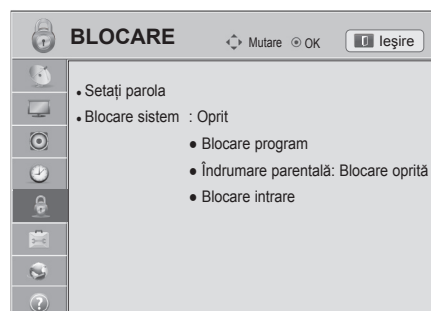 BLOCARE
Mutare OK
Ieşire
• Setaţi parola
• Blocare sistem : Oprit
● Blocare program
● Îndrumare parentală: Blocare oprită
● Blocare intrare
?